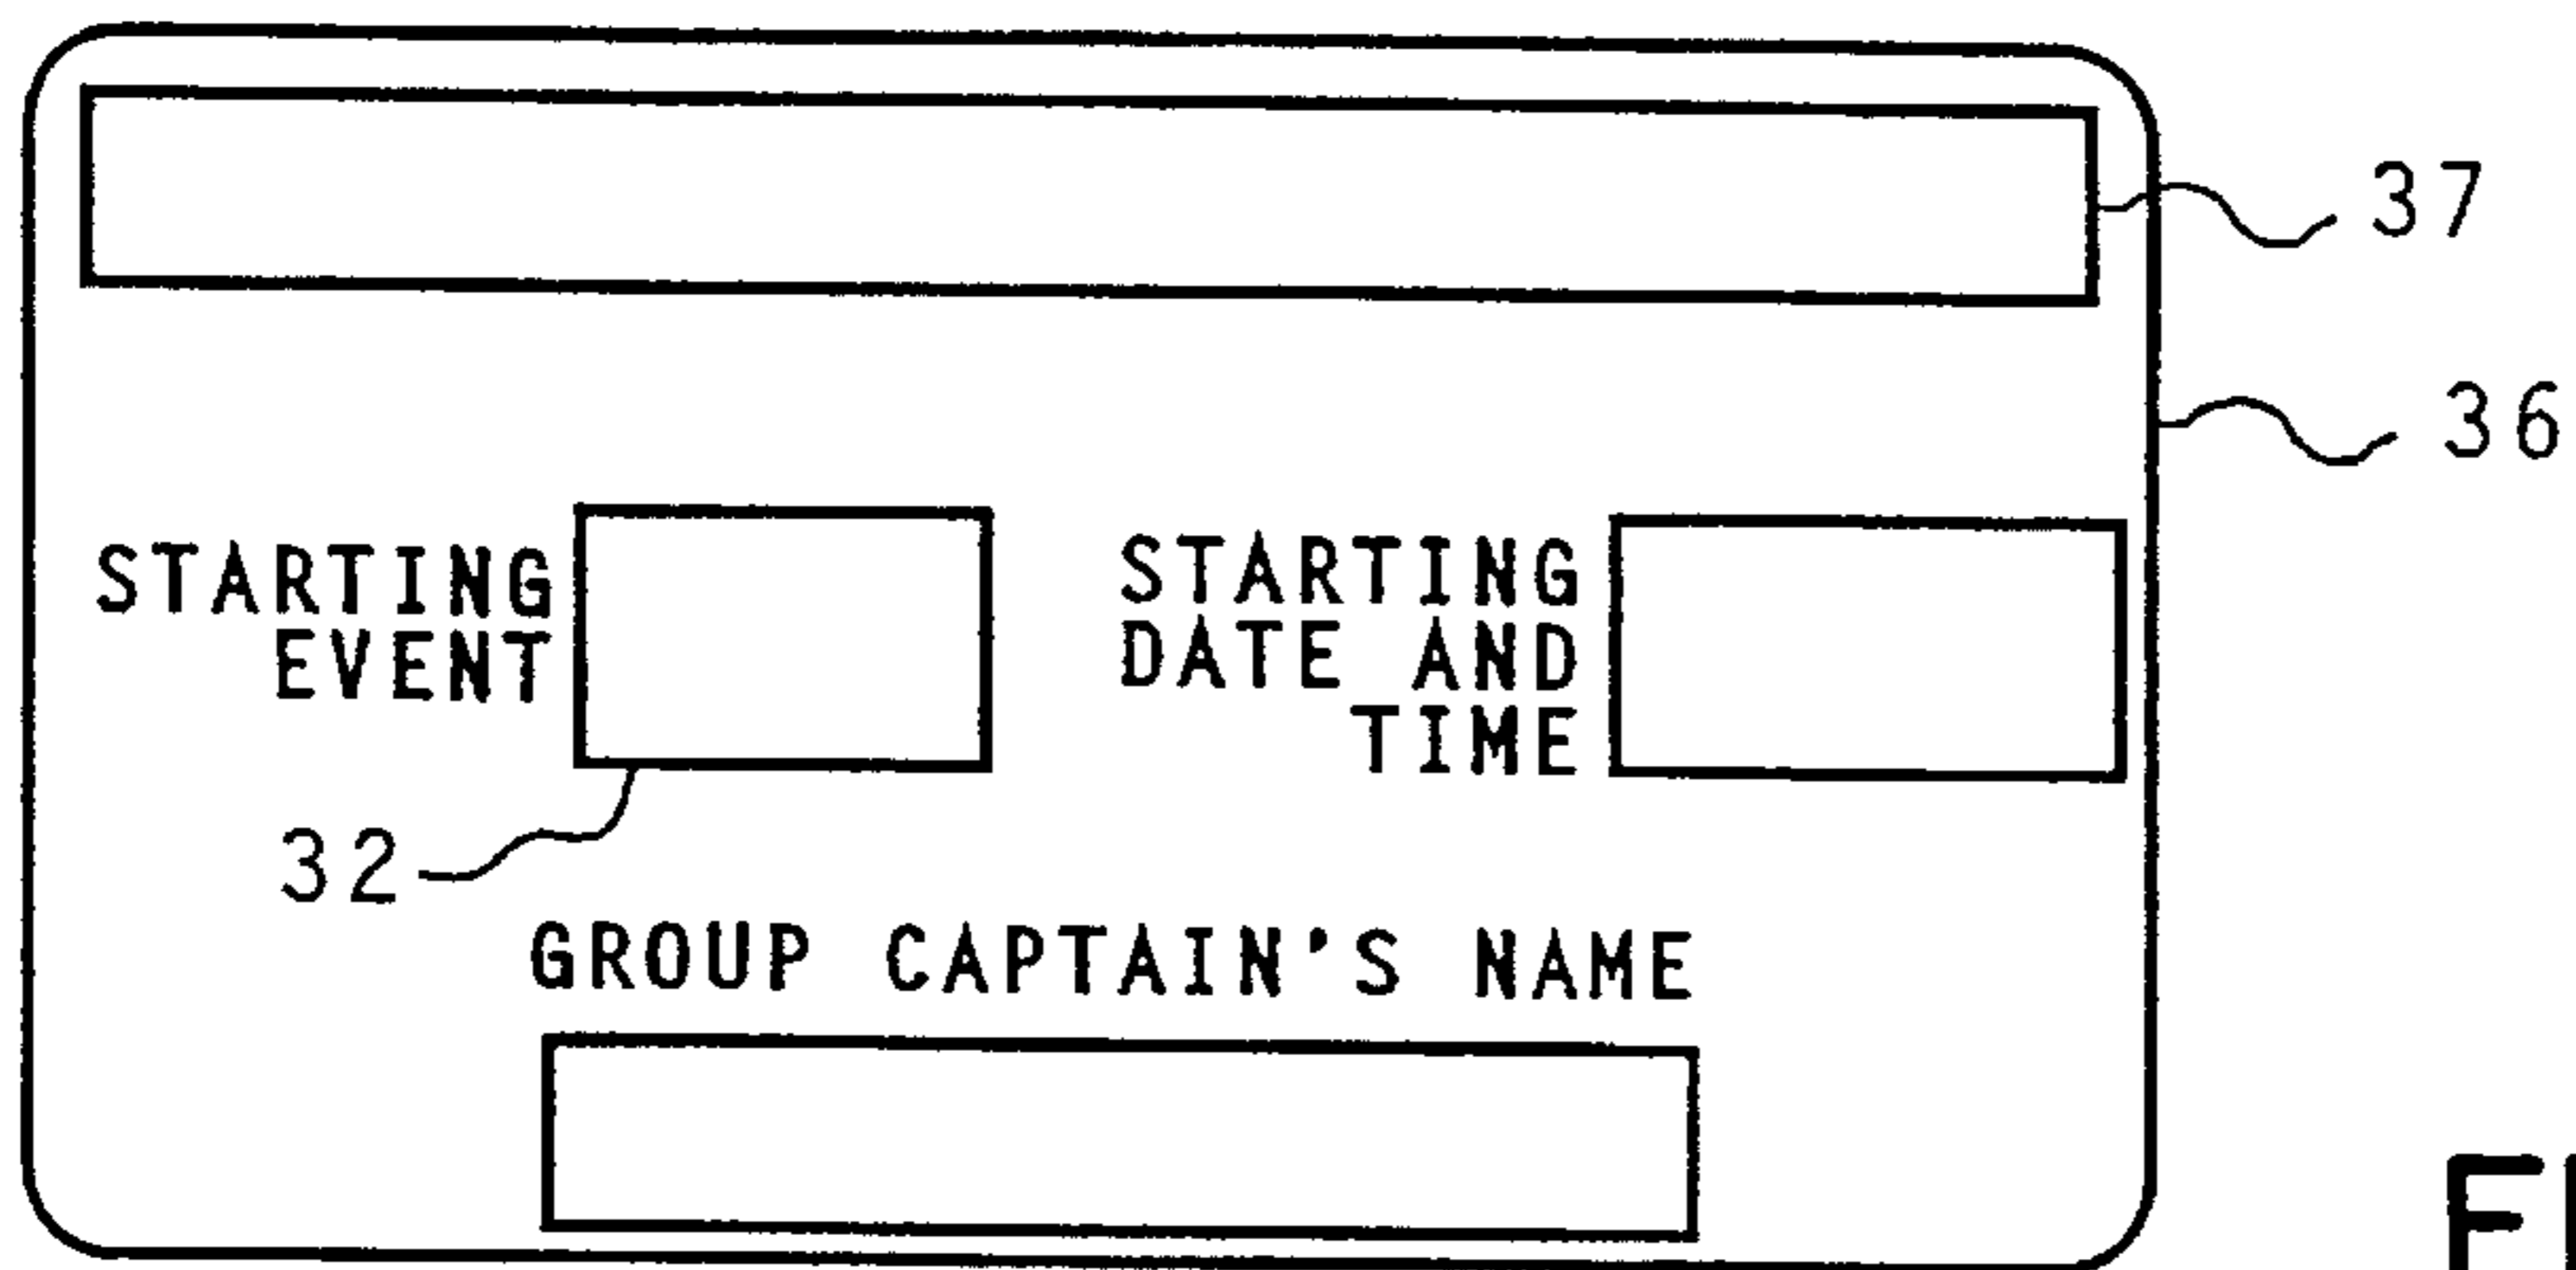 37
36
STARTING
EVENT
STARTING
DATE AND
TIME
32
GROUP CAPTAIN'S NAME